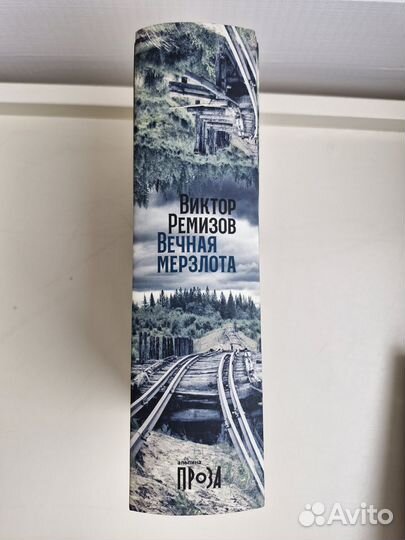 Виктор
Ремизов
Вечная
мерзлота
альпина
ПРОЗА
Avito